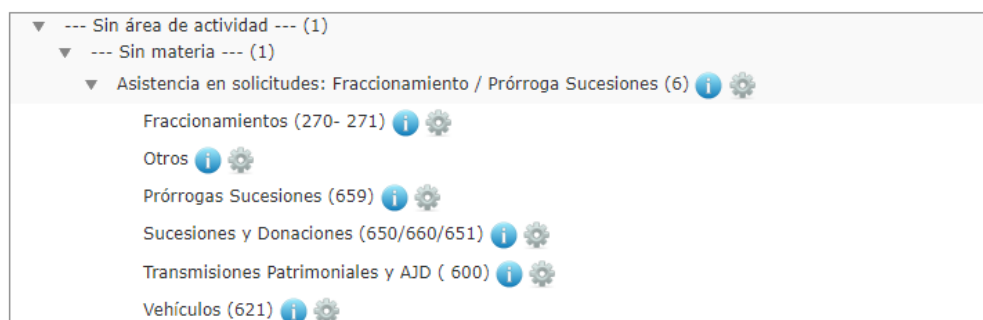 --- Sin área de actividad --- (1)
--- Sin materia --- (1)
Asistencia en solicitudes: Fraccionamiento / Prórroga Sucesiones (6)
Fraccionamientos (270- 271)
Otros
Prórrogas Sucesiones (659)
Sucesiones y Donaciones (650/660/651)
Transmisiones Patrimoniales y AJD ( 600)
Vehículos (621)